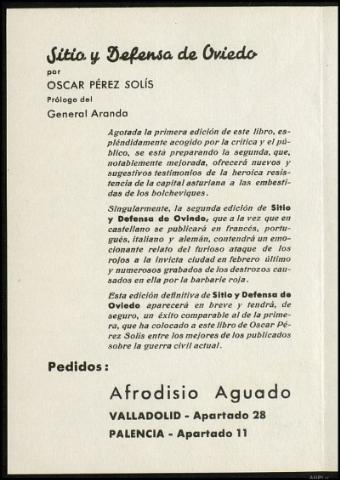 Sitio y Defensa de Oviedo
por
OSCAR PÉREZ SOLÍS
Prólogo del
General Aranda
Agotada la primera edición de este libro, es-
pléndidamente acogido por la crítica y el pú-
blico, se está preparando la segunda, que,
notablemente mejorada, ofrecerá nuevos y
sugestivos testimonios de la heroica resis-
tencia de la capital asturiana a las embesti-
das de los bolcheviques.
Singularmente, la segunda edición de Sitio
y Defensa de Oviedo, que a la vez que en
castellano se publicará en francés, portu-
gués, italiano y alemán, contendrá un emo-
cionante relato del furioso ataque de los
rojos a la invicta ciudad en febrero último
y numerosos grabados de los destrozos cau-
sados en ella por la barbarie roja.
Esta edición definitiva de Sitio y Defensa de
Oviedo aparecerá en breve y tendrá, de
seguro, un éxito comparable al de la prime-
ra, que ha colocado a este libro de Oscar Pé-
rez Solís entre los mejores de los publicados
sobre la guerra civil actual.
Pedidos:
Afrodisio Aguado
VALLADOLID - Apartado 28
PALENCIA - Apartado 11